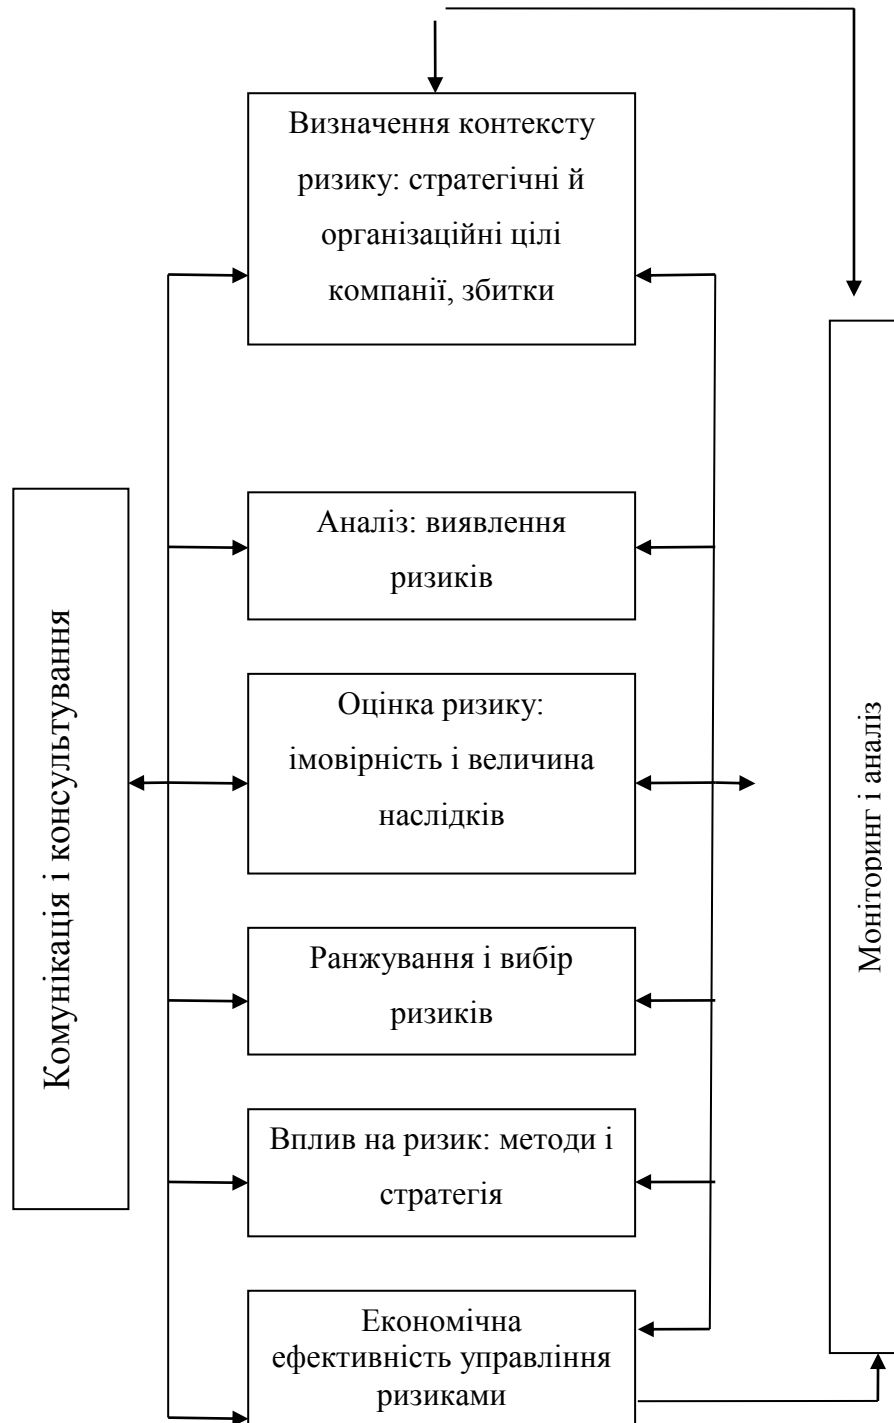 Визначення контексту
ризику: стратегічні й
організаційні цілі
компанії, збитки
Аналіз: виявлення
ризиків
Комунікація і консультування
Оцінка ризику:
імовірність і величина
наслідків
Моніторинг і аналіз
Ранжування і вибір
ризиків
Вплив на ризик: методи і
стратегія
Економічна
ефективність управління
ризиками